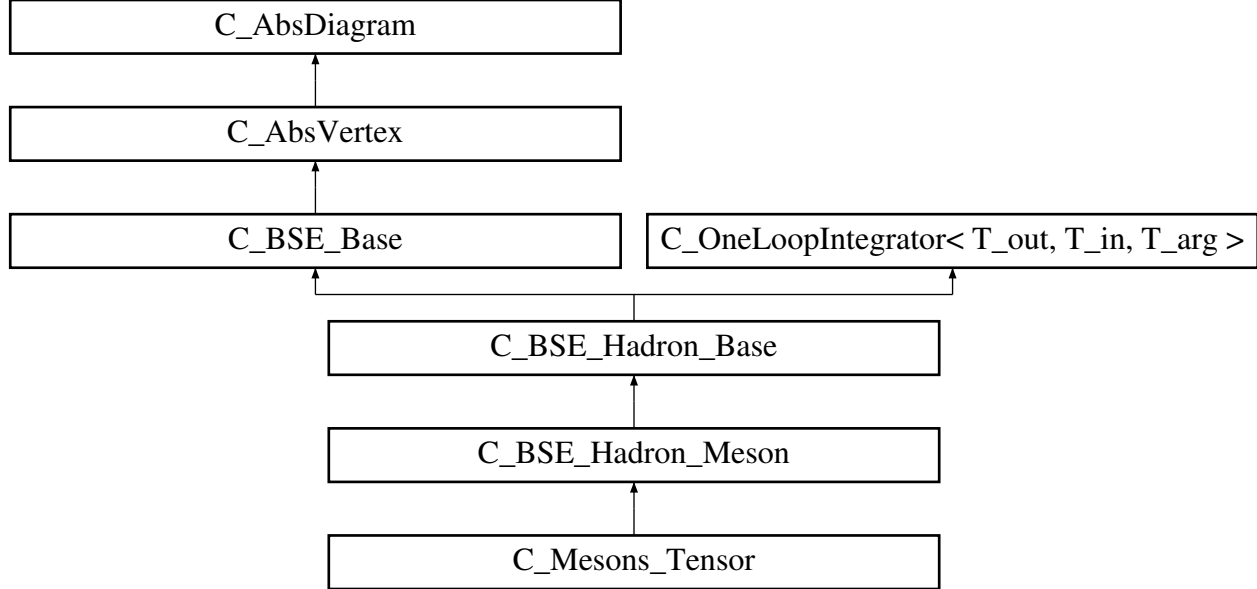 C_AbsDiagram
C_AbsVertex
C_BSE_Base
C_OneLoopIntegrator< T_out, T_in, T_arg >
C_BSE_Hadron_Base
C_BSE_Hadron_Meson
C_Mesons_Tensor